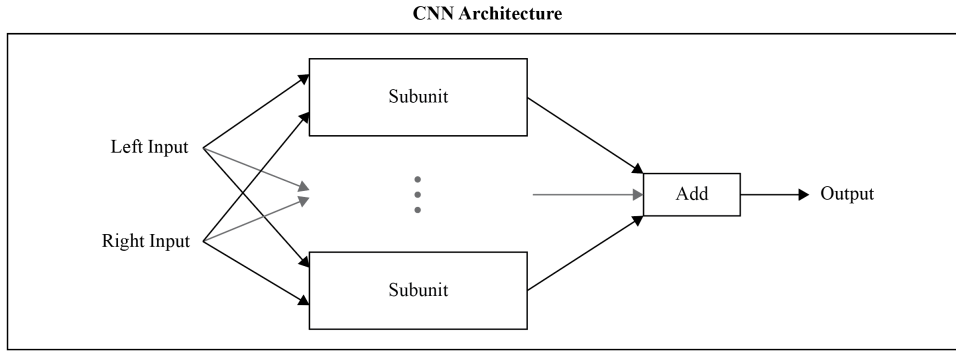 CNN Architecture
Subunit
Left Input
Right Input
Add
Output
Subunit